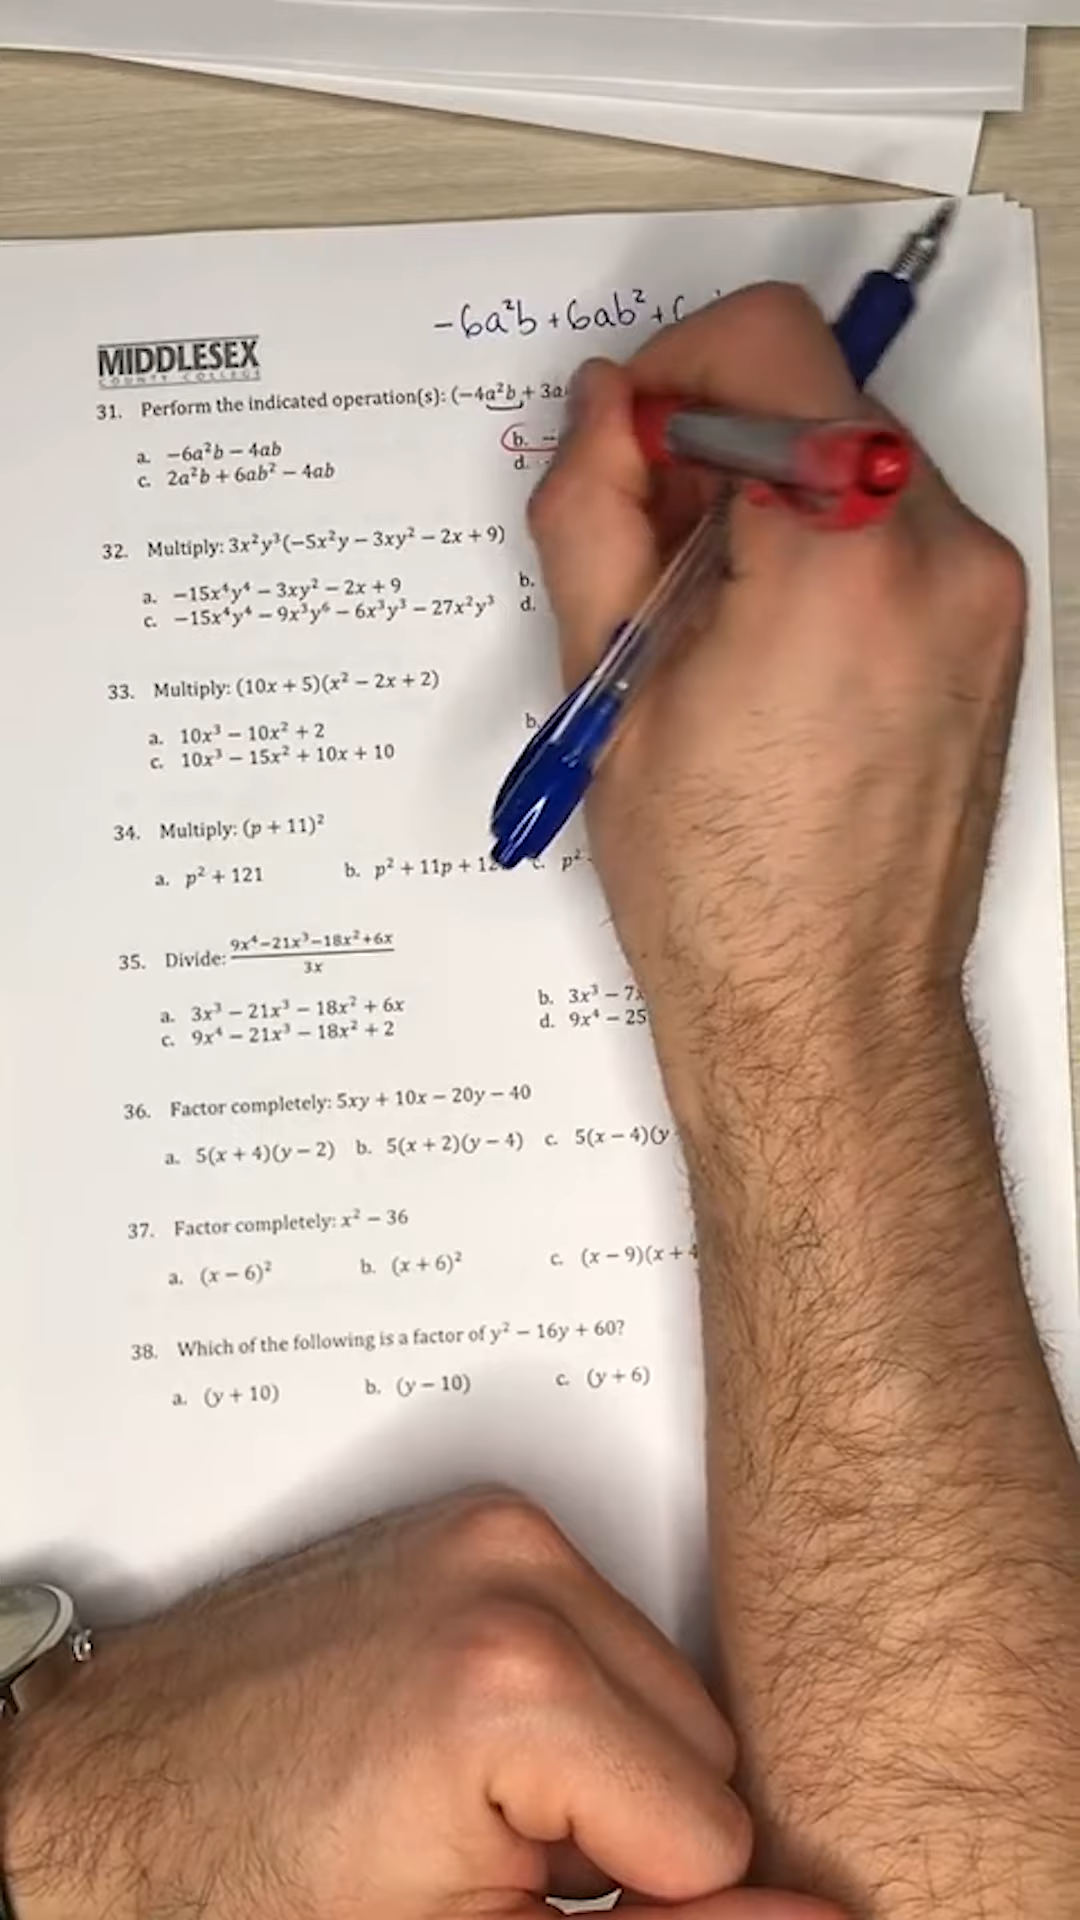 -6a²b + 6ab² +
MIDDLESEX
COUNTY COLLEGE
31. Perform the indicated operation(s): (−4a²b + 3a
a. −6a²b − 4ab
b. −
c. 2a²b + 6ab² − 4ab
d.
32. Multiply: 3x²y³(−5x²y − 3xy² − 2x + 9)
a. −15x⁴y⁴ − 3xy² − 2x + 9
b.
c. −15x⁴y⁴ − 9x³y⁶ − 6x³y³ − 27x²y³
d.
33. Multiply: (10x + 5)(x² − 2x + 2)
a. 10x³ − 10x² + 2
b.
c. 10x³ − 15x² + 10x + 10
34. Multiply: (p + 11)²
a. p² + 121 b. p² + 11p + 12 c. p²
35. Divide: 9x⁴−21x³−18x²+6x
3x
a. 3x³ − 21x³ − 18x² + 6x
b. 3x³ − 7x
c. 9x⁴ − 21x³ − 18x² + 2
d. 9x⁴ − 25
36. Factor completely: 5xy + 10x − 20y − 40
a. 5(x + 4)(y − 2) b. 5(x + 2)(y − 4) c. 5(x − 4)(y
37. Factor completely: x² − 36
a. (x − 6)² b. (x + 6)² c. (x − 9)(x + 4
38. Which of the following is a factor of y² − 16y + 60?
a. (y + 10) b. (y − 10) c. (y + 6)